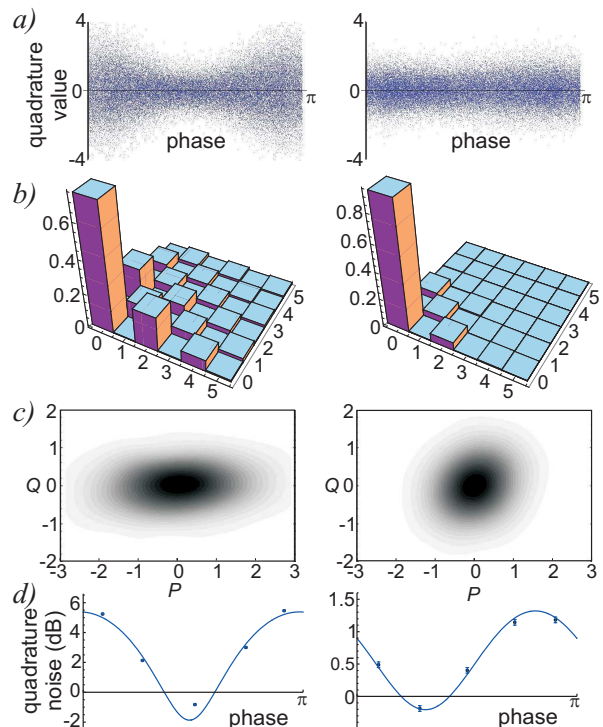 a)
4
0
-4
quadrature
value
phase
π
4
0
-4
phase
π
b)
0.6
0.4
0.2
0
0 1 2 3 4 5
0 1 2 3 4 5
0.8
0.6
0.4
0.2
0
0 1 2 3 4 5
0 1 2 3 4 5
c)
2
1
Q 0
-1
-2
-3 -2 -1 0 1 2 3
P
2
1
Q 0
-1
-2
-3 -2 -1 0 1 2 3
P
d)
quadrature
noise (dB)
6
4
2
0
-2
phase
π
1.5
1
0.5
0
phase
π